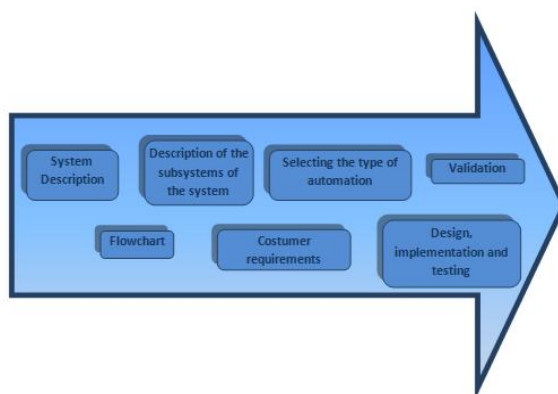 System
Description
Description of the
subsystems of
the system
Selecting the type of
automation
Validation
Flowchart
Costumer
requirements
Design,
implementation and
testing